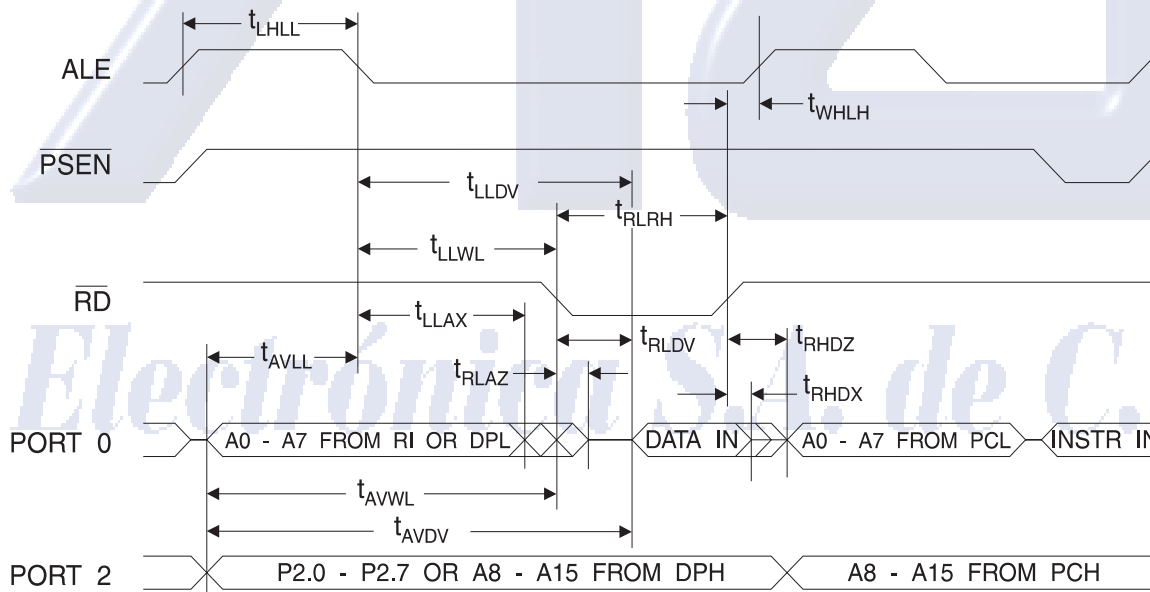 tLHLL
ALE
tWHLH
PSEN
tLLDV
tRLRH
tLLWL
RD
tLLAX
tRLDV
tRHDZ
tAVLL
tRLAZ
tRHDX
Electrónica S.A. de C.
PORT 0
A0 - A7 FROM RI OR DPL
DATA IN
A0 - A7 FROM PCL
INSTR IN
tAVWL
tAVDV
PORT 2
P2.0 - P2.7 OR A8 - A15 FROM DPH
A8 - A15 FROM PCH